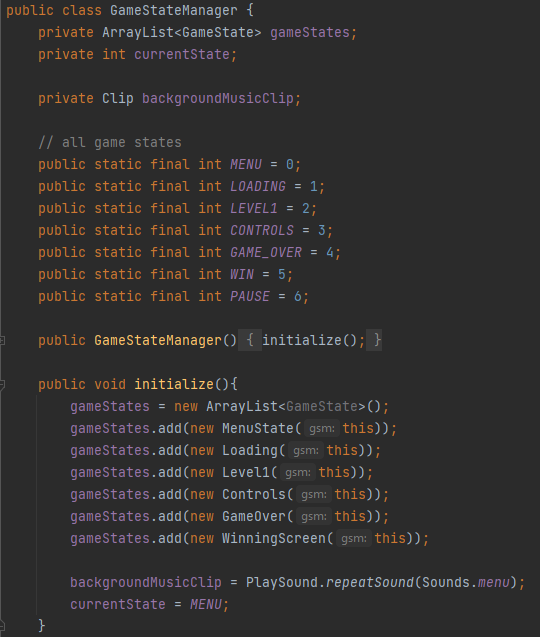 public class GameStateManager {
private ArrayList<GameState> gameStates;
private int currentState;
private Clip backgroundMusicClip;
// all game states
public static final int MENU = 0;
public static final int LOADING = 1;
public static final int LEVEL1 = 2;
public static final int CONTROLS = 3;
public static final int GAME_OVER = 4;
public static final int WIN = 5;
public static final int PAUSE = 6;
public GameStateManager() { initialize(); }
public void initialize(){
gameStates = new ArrayList<GameState>();
gameStates.add(new MenuState( gsm: this));
gameStates.add(new Loading( gsm: this));
gameStates.add(new Level1( gsm: this));
gameStates.add(new Controls( gsm: this));
gameStates.add(new GameOver( gsm: this));
gameStates.add(new WinningScreen( gsm: this));
backgroundMusicClip = PlaySound.repeatSound(Sounds.menu);
currentState = MENU;
}